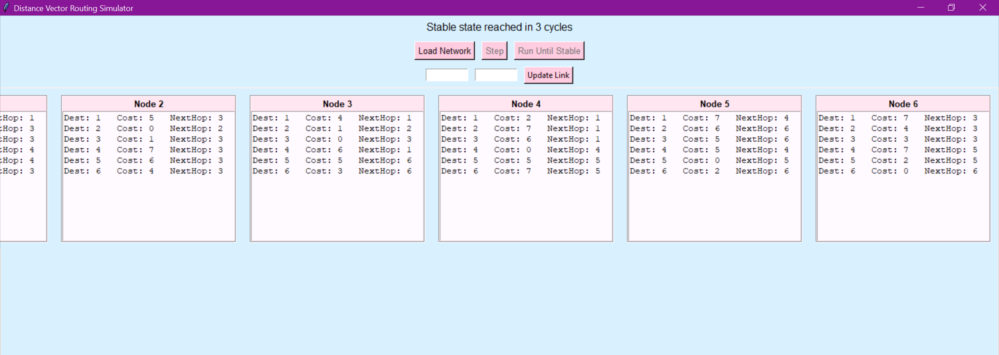 Distance Vector Routing Simulator
Stable state reached in 3 cycles
Load Network Step Run Until Stable
Update Link
tHop: 1
tHop: 3
tHop: 3
tHop: 4
tHop: 4
tHop: 3
Node 2
Dest: 1 Cost: 5 NextHop: 3
Dest: 2 Cost: 0 NextHop: 2
Dest: 3 Cost: 1 NextHop: 3
Dest: 4 Cost: 7 NextHop: 3
Dest: 5 Cost: 6 NextHop: 3
Dest: 6 Cost: 4 NextHop: 3
Node 3
Dest: 1 Cost: 4 NextHop: 1
Dest: 2 Cost: 1 NextHop: 2
Dest: 3 Cost: 0 NextHop: 3
Dest: 4 Cost: 6 NextHop: 1
Dest: 5 Cost: 5 NextHop: 6
Dest: 6 Cost: 3 NextHop: 6
Node 4
Dest: 1 Cost: 2 NextHop: 1
Dest: 2 Cost: 7 NextHop: 1
Dest: 3 Cost: 6 NextHop: 1
Dest: 4 Cost: 0 NextHop: 4
Dest: 5 Cost: 5 NextHop: 5
Dest: 6 Cost: 7 NextHop: 5
Node 5
Dest: 1 Cost: 7 NextHop: 4
Dest: 2 Cost: 6 NextHop: 6
Dest: 3 Cost: 5 NextHop: 6
Dest: 4 Cost: 5 NextHop: 4
Dest: 5 Cost: 0 NextHop: 5
Dest: 6 Cost: 2 NextHop: 6
Node 6
Dest: 1 Cost: 7 NextHop: 3
Dest: 2 Cost: 4 NextHop: 3
Dest: 3 Cost: 3 NextHop: 3
Dest: 4 Cost: 7 NextHop: 5
Dest: 5 Cost: 2 NextHop: 5
Dest: 6 Cost: 0 NextHop: 6